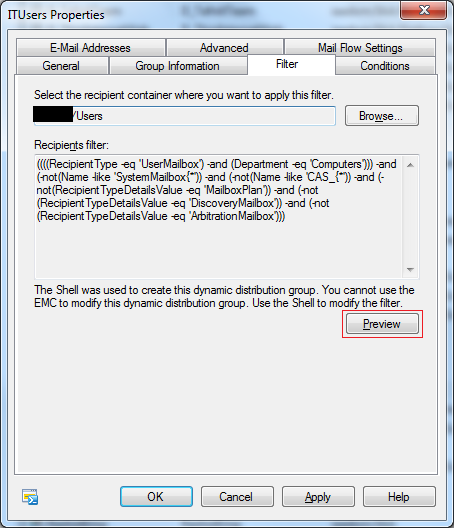 ITUsers Properties
E-Mail Addresses Advanced Mail Flow Settings
General Group Information Filter Conditions
Select the recipient container where you want to apply this filter.
/Users Browse...
Recipients filter:
((((RecipientType -eq 'UserMailbox') -and (Department -eq 'Computers'))) -and
(-not(Name -like 'SystemMailbox{*')) -and (-not(Name -like 'CAS_{*')) -and (-
not(RecipientTypeDetailsValue -eq 'MailboxPlan')) -and (-not
(RecipientTypeDetailsValue -eq 'DiscoveryMailbox')) -and (-not
(RecipientTypeDetailsValue -eq 'ArbitrationMailbox')))
The Shell was used to create this dynamic distribution group. You cannot use the
EMC to modify this dynamic distribution group. Use the Shell to modify the filter.
Preview
OK Cancel Apply Help